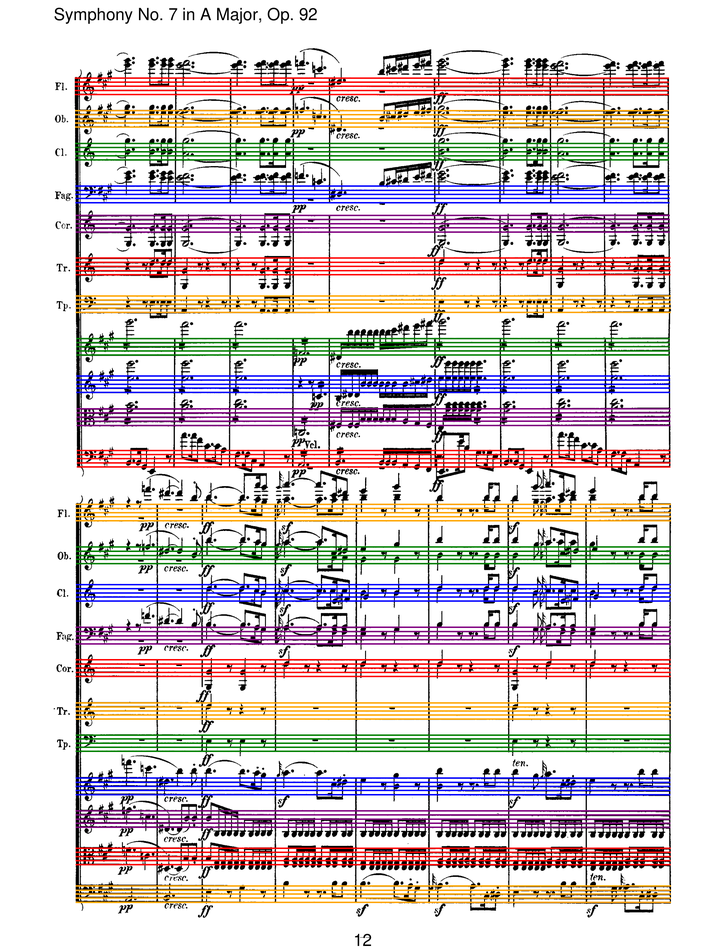 Symphony No. 7 in A Major, Op. 92
Fl.
pp cresc. ff
Ob.
pp cresc. ff
Cl.
ff
Fag.
pp cresc. ff
Cor.
ff
Tr.
ff
Tp.
ff
pp cresc. ff
pp cresc. ff
pp cresc. ff
Vcl.
pp cresc. ff
Fl.
pp cresc. ff sf sf
Ob.
pp cresc. ff sf sf
Cl.
ff sf sf
Fag.
pp cresc. ff sf sf
Cor.
ff sf
Tr.
ff
Tp.
ff
ten.
pp cresc. sf sf
pp cresc. ff
cresc. ff
ten.
pp cresc. ff sf sf sf
12